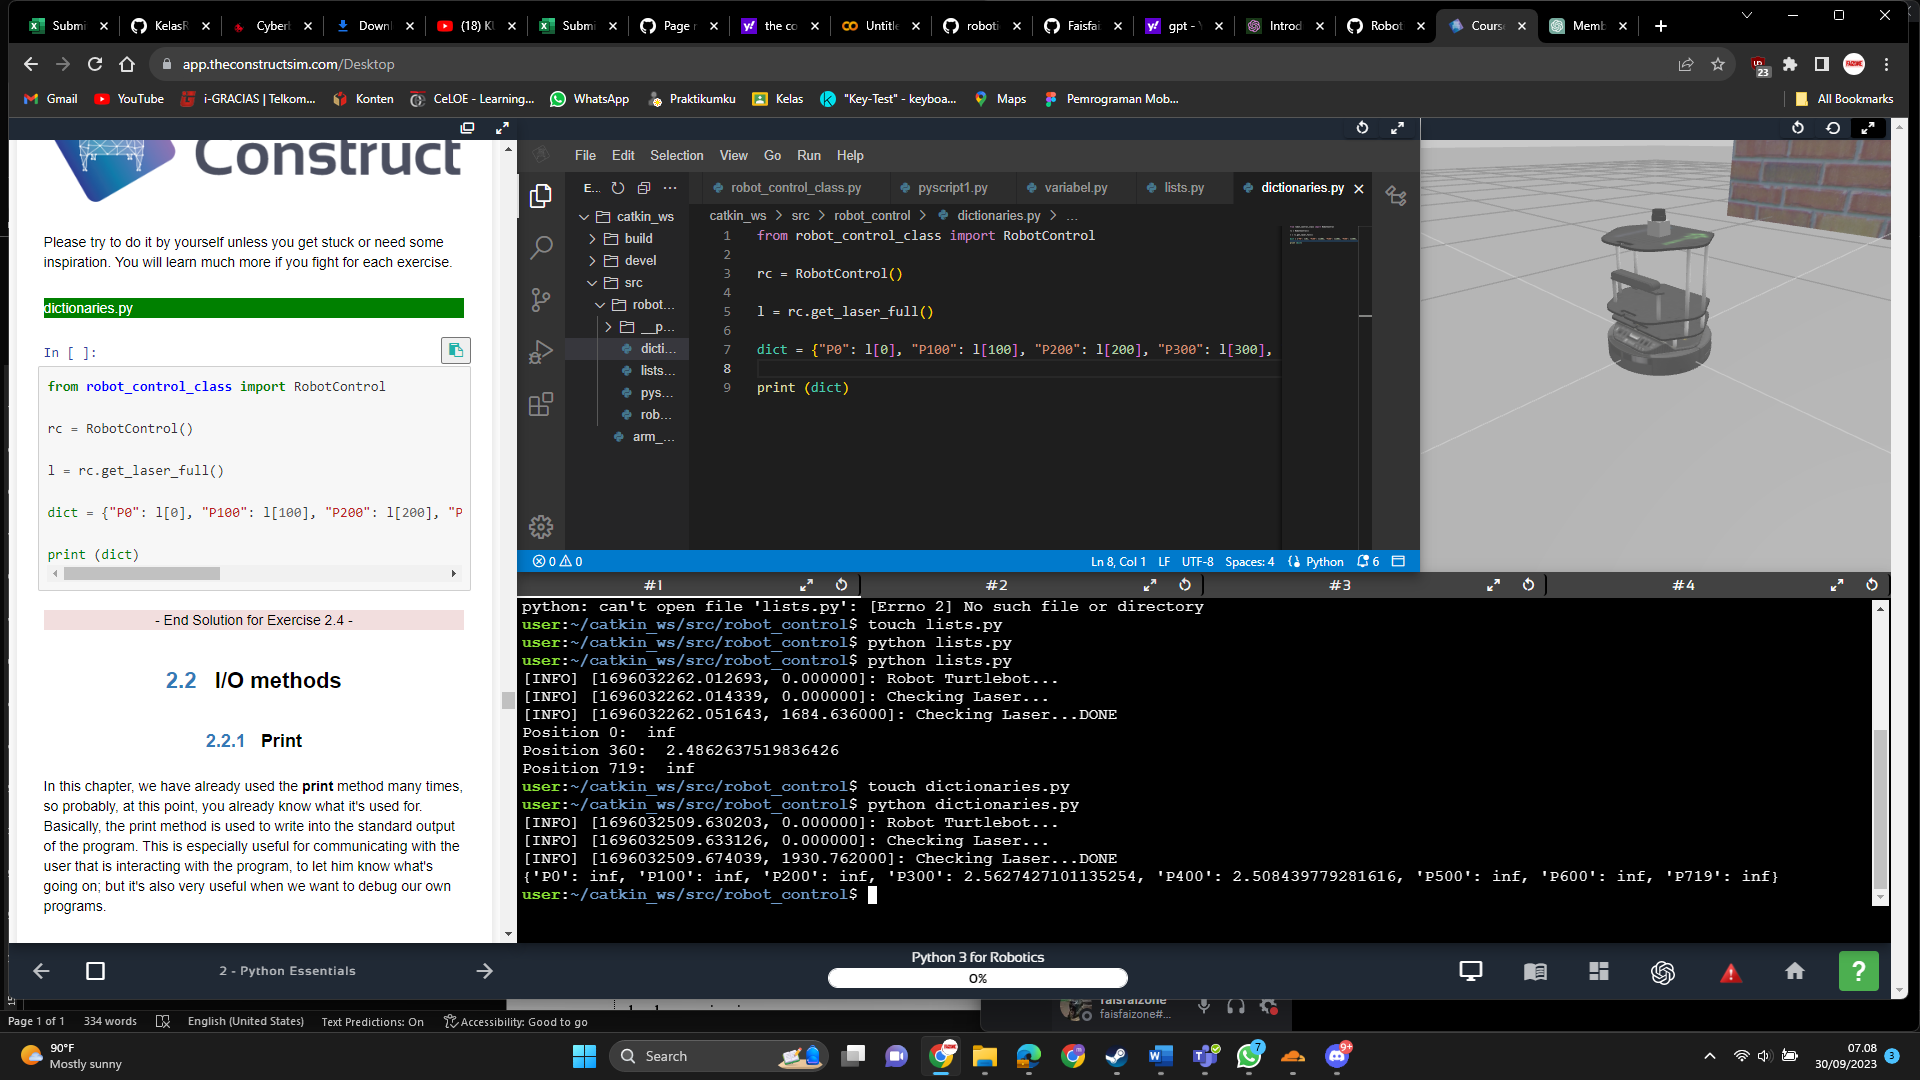 Submi
KelasR
Cyberl
Downl
(18) KU
Submi
Page n
the co
Untitle
roboti
Faisfai
gpt - Y
Introd
Robot
Course
Memb
app.theconstructsim.com/Desktop
23
Gmail
YouTube
i-GRACIAS | Telkom...
Konten
CeLOE - Learning...
WhatsApp
Praktikumku
Kelas
"Key-Test" - keyboa...
Maps
Pemrograman Mob...
All Bookmarks
Construct
Please try to do it by yourself unless you get stuck or need some
inspiration. You will learn much more if you fight for each exercise.
dictionaries.py
In [ ]:
from robot_control_class import RobotControl
rc = RobotControl()
l = rc.get_laser_full()
dict = {"P0": l[0], "P100": l[100], "P200": l[200], "P
print (dict)
- End Solution for Exercise 2.4 -
2.2 I/O methods
2.2.1 Print
In this chapter, we have already used the print method many times,
so probably, at this point, you already know what it's used for.
Basically, the print method is used to write into the standard output
of the program. This is especially useful for communicating with the
user that is interacting with the program, to let him know what's
going on; but it's also very useful when we want to debug our own
programs.
File Edit Selection View Go Run Help
E...
robot_control_class.py
pyscript1.py
variabel.py
lists.py
dictionaries.py
catkin_ws > src > robot_control > dictionaries.py > ...
catkin_ws
build
devel
src
robot...
__p...
dicti...
lists...
pys...
rob...
arm_...
1 from robot_control_class import RobotControl
2
3 rc = RobotControl()
4
5 l = rc.get_laser_full()
6
7 dict = {"P0": l[0], "P100": l[100], "P200": l[200], "P300": l[300],
8
9 print (dict)
0 0
Ln 8, Col 1
LF
UTF-8
Spaces: 4
Python
6
#1
#2
#3
#4
python: can't open file 'lists.py': [Errno 2] No such file or directory
user:~/catkin_ws/src/robot_control$ touch lists.py
user:~/catkin_ws/src/robot_control$ python lists.py
user:~/catkin_ws/src/robot_control$ python lists.py
[INFO] [1696032262.012693, 0.000000]: Robot Turtlebot...
[INFO] [1696032262.014339, 0.000000]: Checking Laser...
[INFO] [1696032262.051643, 1684.636000]: Checking Laser...DONE
Position 0:  inf
Position 360:  2.4862637519836426
Position 719:  inf
user:~/catkin_ws/src/robot_control$ touch dictionaries.py
user:~/catkin_ws/src/robot_control$ python dictionaries.py
[INFO] [1696032509.630203, 0.000000]: Robot Turtlebot...
[INFO] [1696032509.633126, 0.000000]: Checking Laser...
[INFO] [1696032509.674039, 1930.762000]: Checking Laser...DONE
{'P0': inf, 'P100': inf, 'P200': inf, 'P300': 2.5627427101135254, 'P400': 2.508439779281616, 'P500': inf, 'P600': inf, 'P719': inf}
user:~/catkin_ws/src/robot_control$
2 - Python Essentials
Python 3 for Robotics
0%
?
faisfaizone
faisfaizone#...
Page 1 of 1
334 words
English (United States)
Text Predictions: On
Accessibility: Good to go
90°F
Mostly sunny
Search
7
9+
07.08
30/09/2023
3